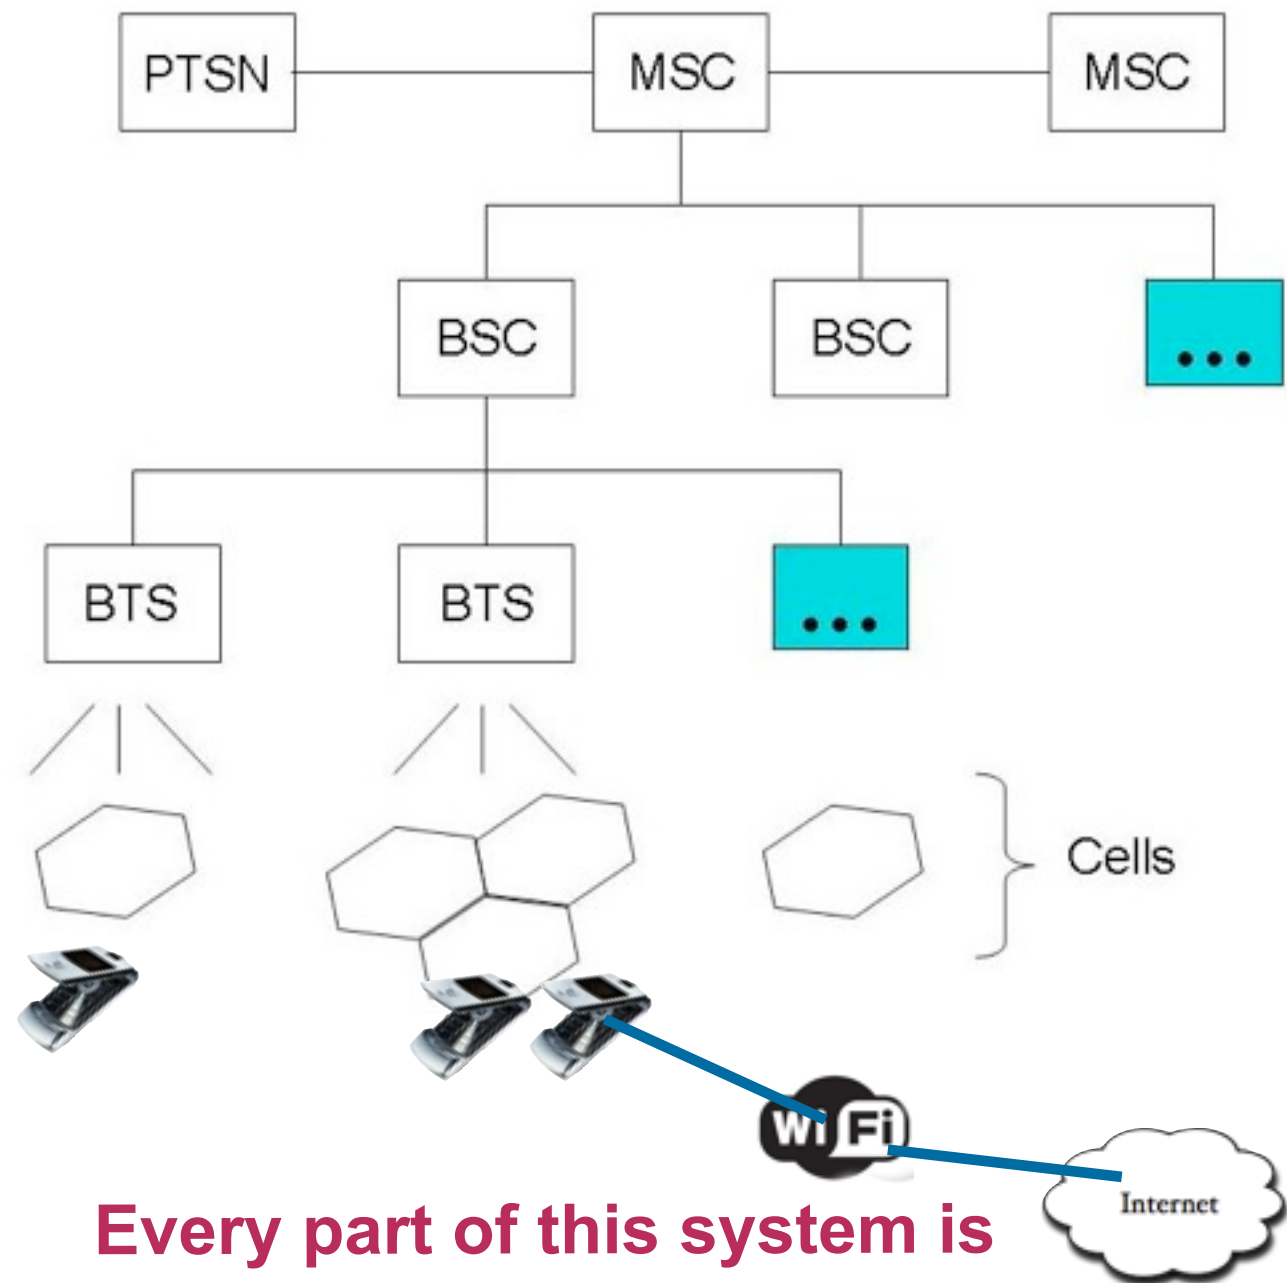 PTSN MSC MSC
BSC BSC ...
BTS BTS ...
Cells
Wi Fi
Internet
Every part of this system is